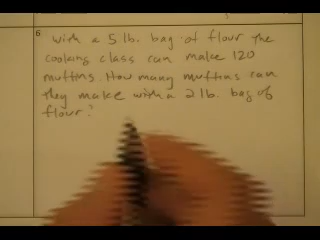 6
with a 5 lb. bag of flour the
cooking class can make 120
muffins. How many muffins can
they make with a 2 lb. bag of
flour?